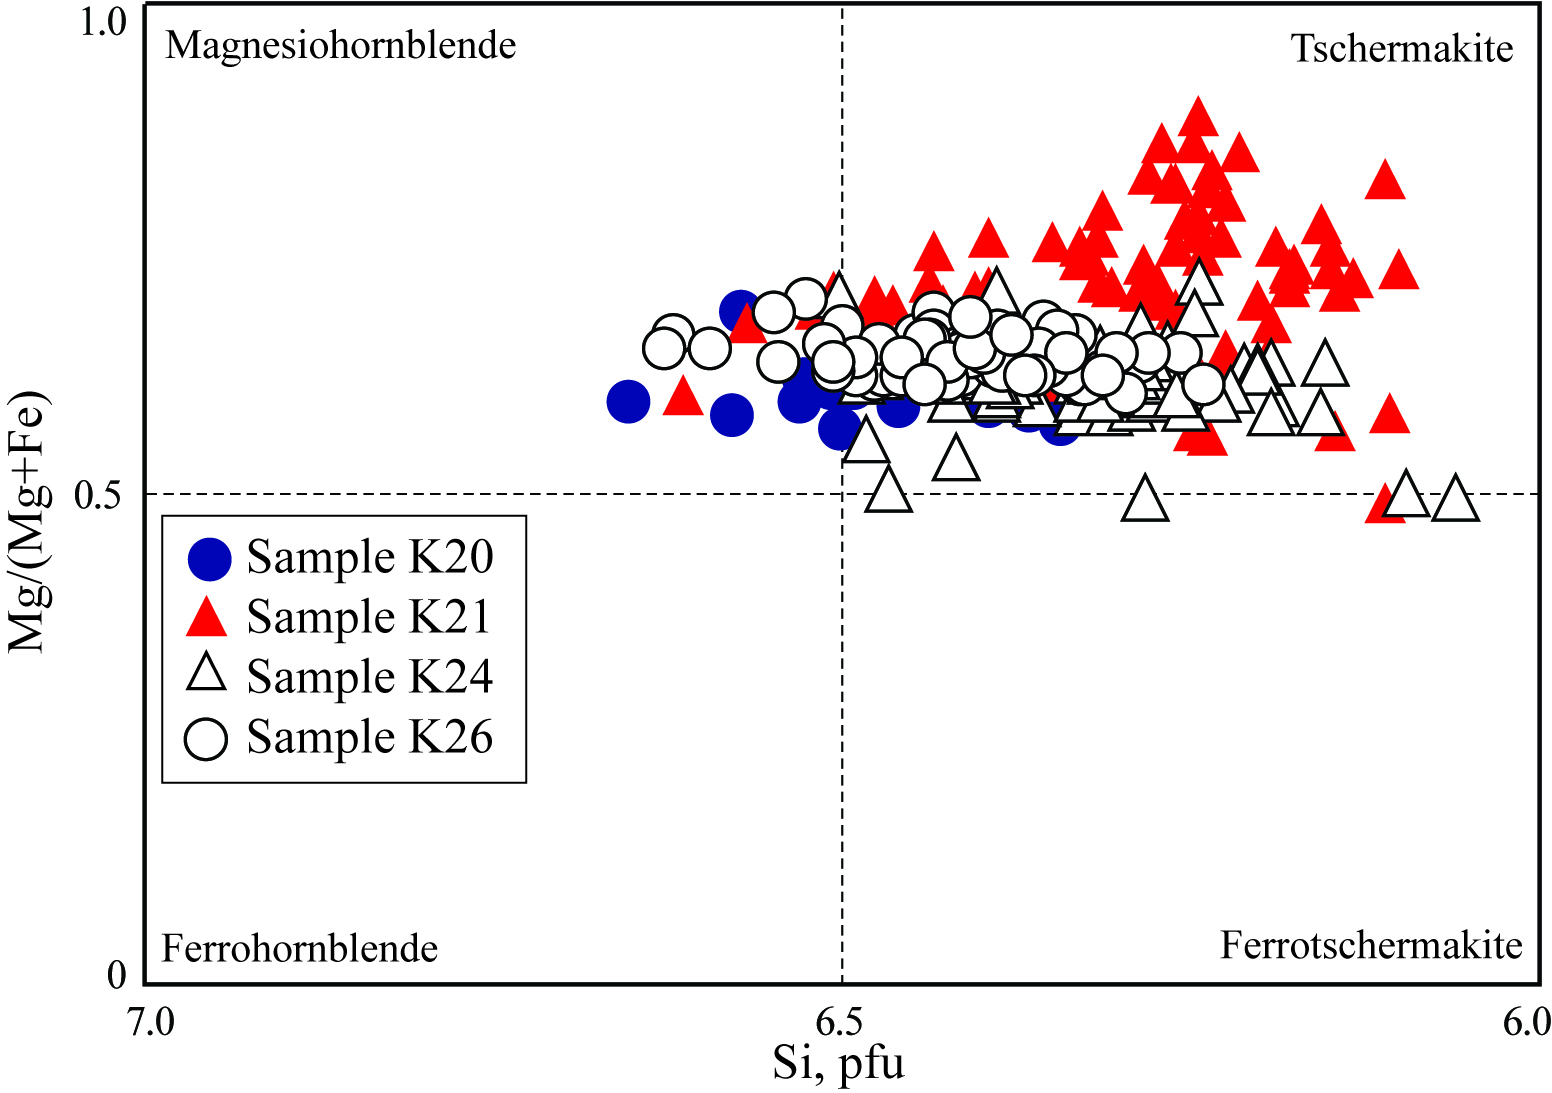 1.0
Magnesiohornblende
Tschermakite
Mg/(Mg+Fe)
0.5
Sample K20
Sample K21
Sample K24
Sample K26
Ferrohornblende
Ferrotschermakite
0
7.0
6.5
6.0
Si, pfu